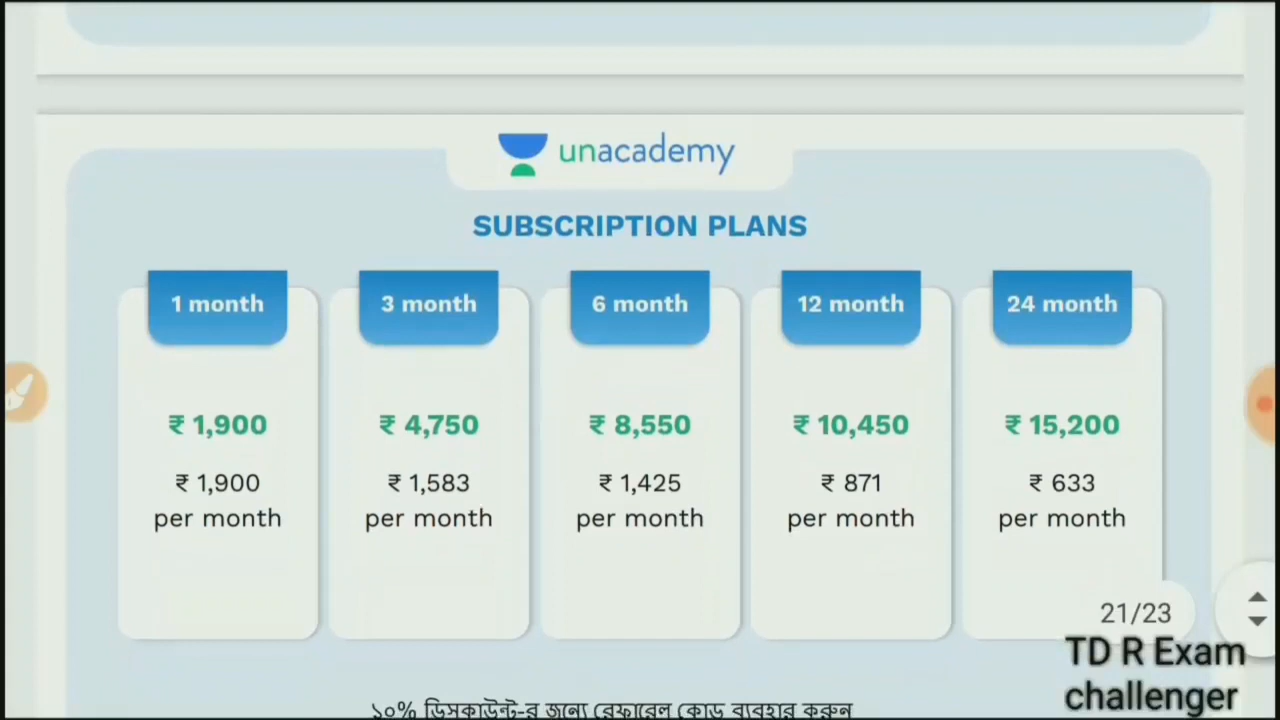 unacademy
SUBSCRIPTION PLANS
1 month
3 month
6 month
12 month
24 month
₹ 1,900
₹ 4,750
₹ 8,550
₹ 10,450
₹ 15,200
₹ 1,900
per month
₹ 1,583
per month
₹ 1,425
per month
₹ 871
per month
₹ 633
per month
21/23
TD R Exam
challenger
১০% ডিসকাউন্ট-র জন্যে রেফারেল কোড ব্যবহার করুন